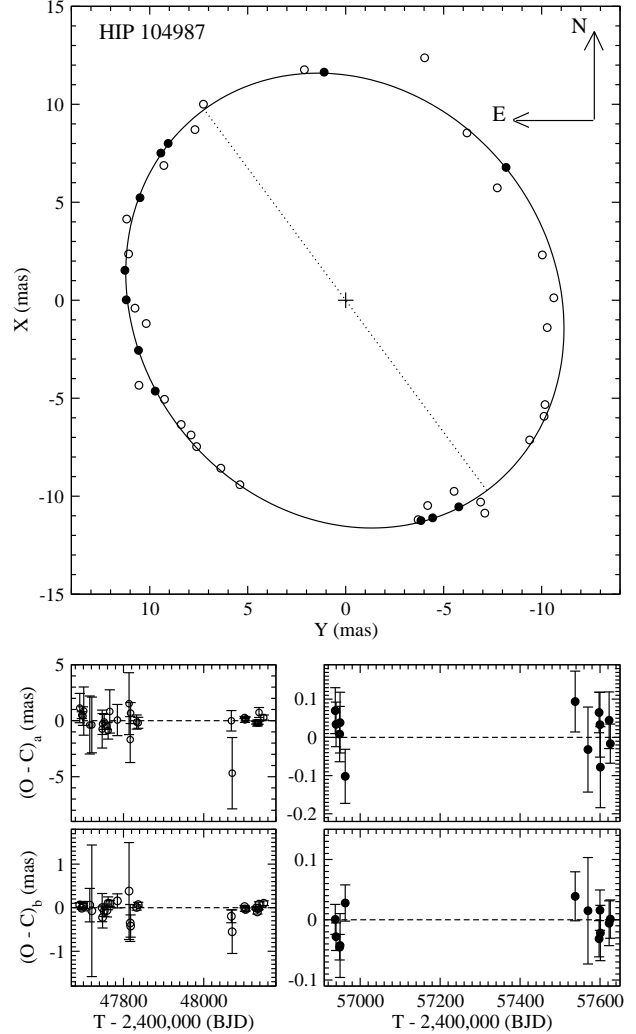 15
HIP 104987
N
E
10
5
0
-5
-10
-15
X (mas)
10 5 0 -5 -10
Y (mas)
5
0
-5
(O - C)a (mas)
0.1
0
-0.1
-0.2
1
0
-1
(O - C)b (mas)
0.1
0
-0.1
47800 48000
T - 2,400,000 (BJD)
57000 57200 57400 57600
T - 2,400,000 (BJD)